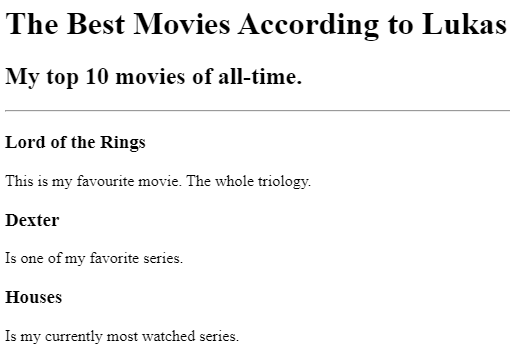 The Best Movies According to Lukas
My top 10 movies of all-time.
Lord of the Rings
This is my favourite movie. The whole triology.
Dexter
Is one of my favorite series.
Houses
Is my currently most watched series.